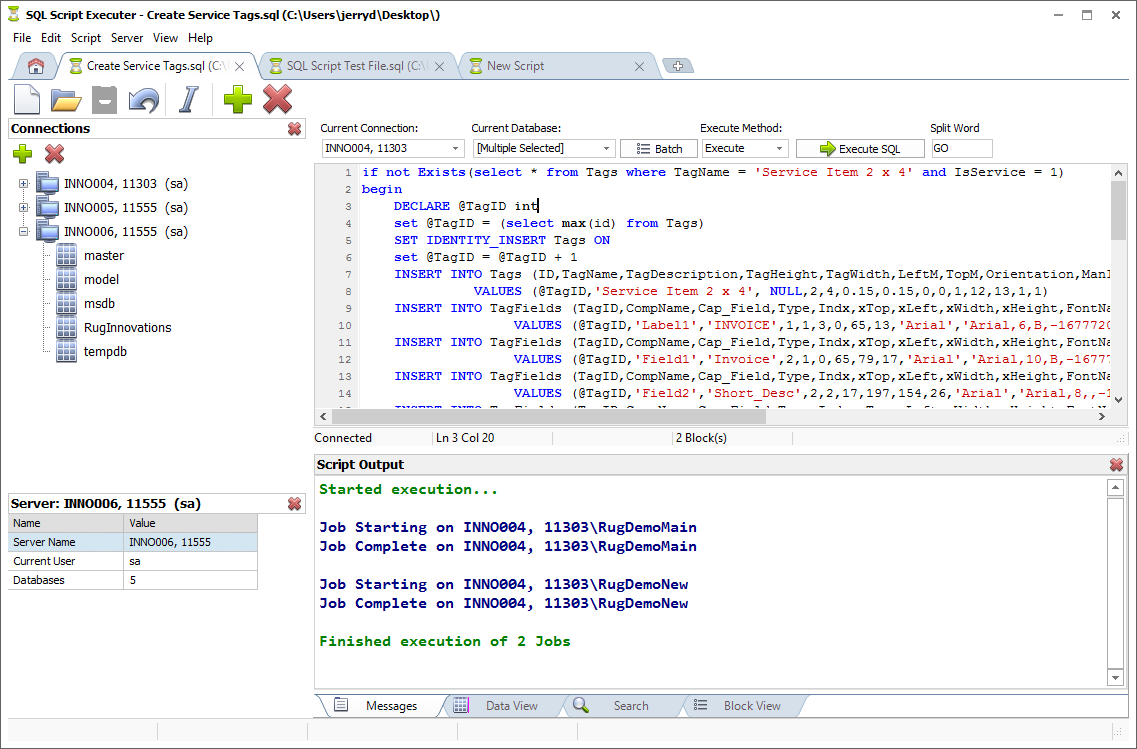 SQL Script Executer - Create Service Tags.sql (C:\Users\jerryd\Desktop\)
File Edit Script Server View Help
Create Service Tags.sql (C:\
SQL Script Test File.sql (C:\
New Script
Connections
INNO004, 11303 (sa)
INNO005, 11555 (sa)
INNO006, 11555 (sa)
master
model
msdb
RugInnovations
tempdb
Server: INNO006, 11555 (sa)
Name Value
Server Name INNO006, 11555
Current User sa
Databases 5
Current Connection: Current Database: Execute Method: Split Word
INNO004, 11303 [Multiple Selected] Batch Execute Execute SQL GO
1 if not Exists(select * from Tags where TagName = 'Service Item 2 x 4' and IsService = 1)
2 begin
3 DECLARE @TagID int
4 set @TagID = (select max(id) from Tags)
5 SET IDENTITY_INSERT Tags ON
6 set @TagID = @TagID + 1
7 INSERT INTO Tags (ID,TagName,TagDescription,TagHeight,TagWidth,LeftM,TopM,Orientation,ManI
8 VALUES (@TagID,'Service Item 2 x 4', NULL,2,4,0.15,0.15,0,0,1,12,13,1,1)
9 INSERT INTO TagFields (TagID,CompName,Cap_Field,Type,Indx,xTop,xLeft,xWidth,xHeight,FontNa
10 VALUES (@TagID,'Label1','INVOICE',1,1,3,0,65,13,'Arial','Arial,6,B,-1677720
11 INSERT INTO TagFields (TagID,CompName,Cap_Field,Type,Indx,xTop,xLeft,xWidth,xHeight,FontNa
12 VALUES (@TagID,'Field1','Invoice',2,1,0,65,79,17,'Arial','Arial,10,B,-16777
13 INSERT INTO TagFields (TagID,CompName,Cap_Field,Type,Indx,xTop,xLeft,xWidth,xHeight,FontNa
14 VALUES (@TagID,'Field2','Short_Desc',2,2,17,197,154,26,'Arial','Arial,8,,-1
Connected Ln 3 Col 20 2 Block(s)
Script Output
Started execution...
Job Starting on INNO004, 11303\RugDemoMain
Job Complete on INNO004, 11303\RugDemoMain
Job Starting on INNO004, 11303\RugDemoNew
Job Complete on INNO004, 11303\RugDemoNew
Finished execution of 2 Jobs
Messages Data View Search Block View